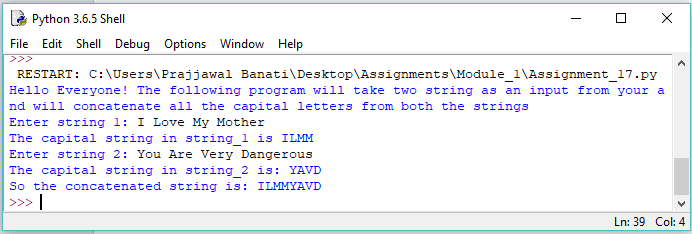 Python 3.6.5 Shell
File Edit Shell Debug Options Window Help
>>>
RESTART: C:\Users\Prajjawal Banati\Desktop\Assignments\Module_1\Assignment_17.py
Hello Everyone! The following program will take two string as an input from your a
nd will concatenate all the capital letters from both the strings
Enter string 1: I Love My Mother
The capital string in string_1 is ILMM
Enter string 2: You Are Very Dangerous
The capital string in string_2 is: YAVD
So the concatenated string is: ILMMYAVD
>>>
Ln: 39 Col: 4